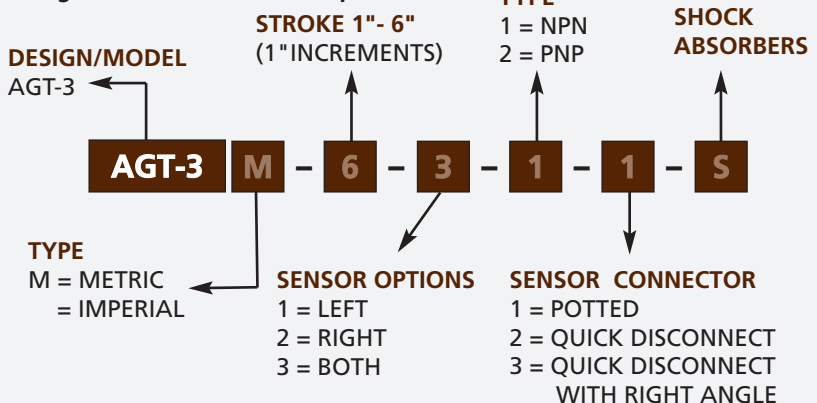 STROKE 1"- 6"
(1"INCREMENTS)
1 = NPN
2 = PNP
SHOCK
ABSORBERS
DESIGN/MODEL
AGT-3
AGT-3 M - 6 - 3 - 1 - 1 - S
TYPE
M = METRIC
= IMPERIAL
SENSOR OPTIONS
1 = LEFT
2 = RIGHT
3 = BOTH
SENSOR CONNECTOR
1 = POTTED
2 = QUICK DISCONNECT
3 = QUICK DISCONNECT
WITH RIGHT ANGLE